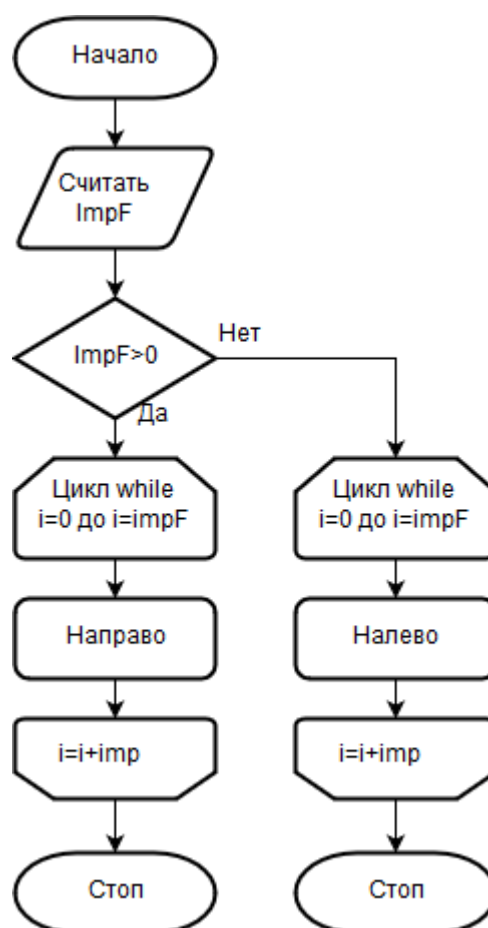 Начало
Считать
ImpF
ImpF>0
Нет
Да
Цикл while
i=0 до i=impF
Направо
i=i+imp
Стоп
Цикл while
i=0 до i=impF
Налево
i=i+imp
Стоп